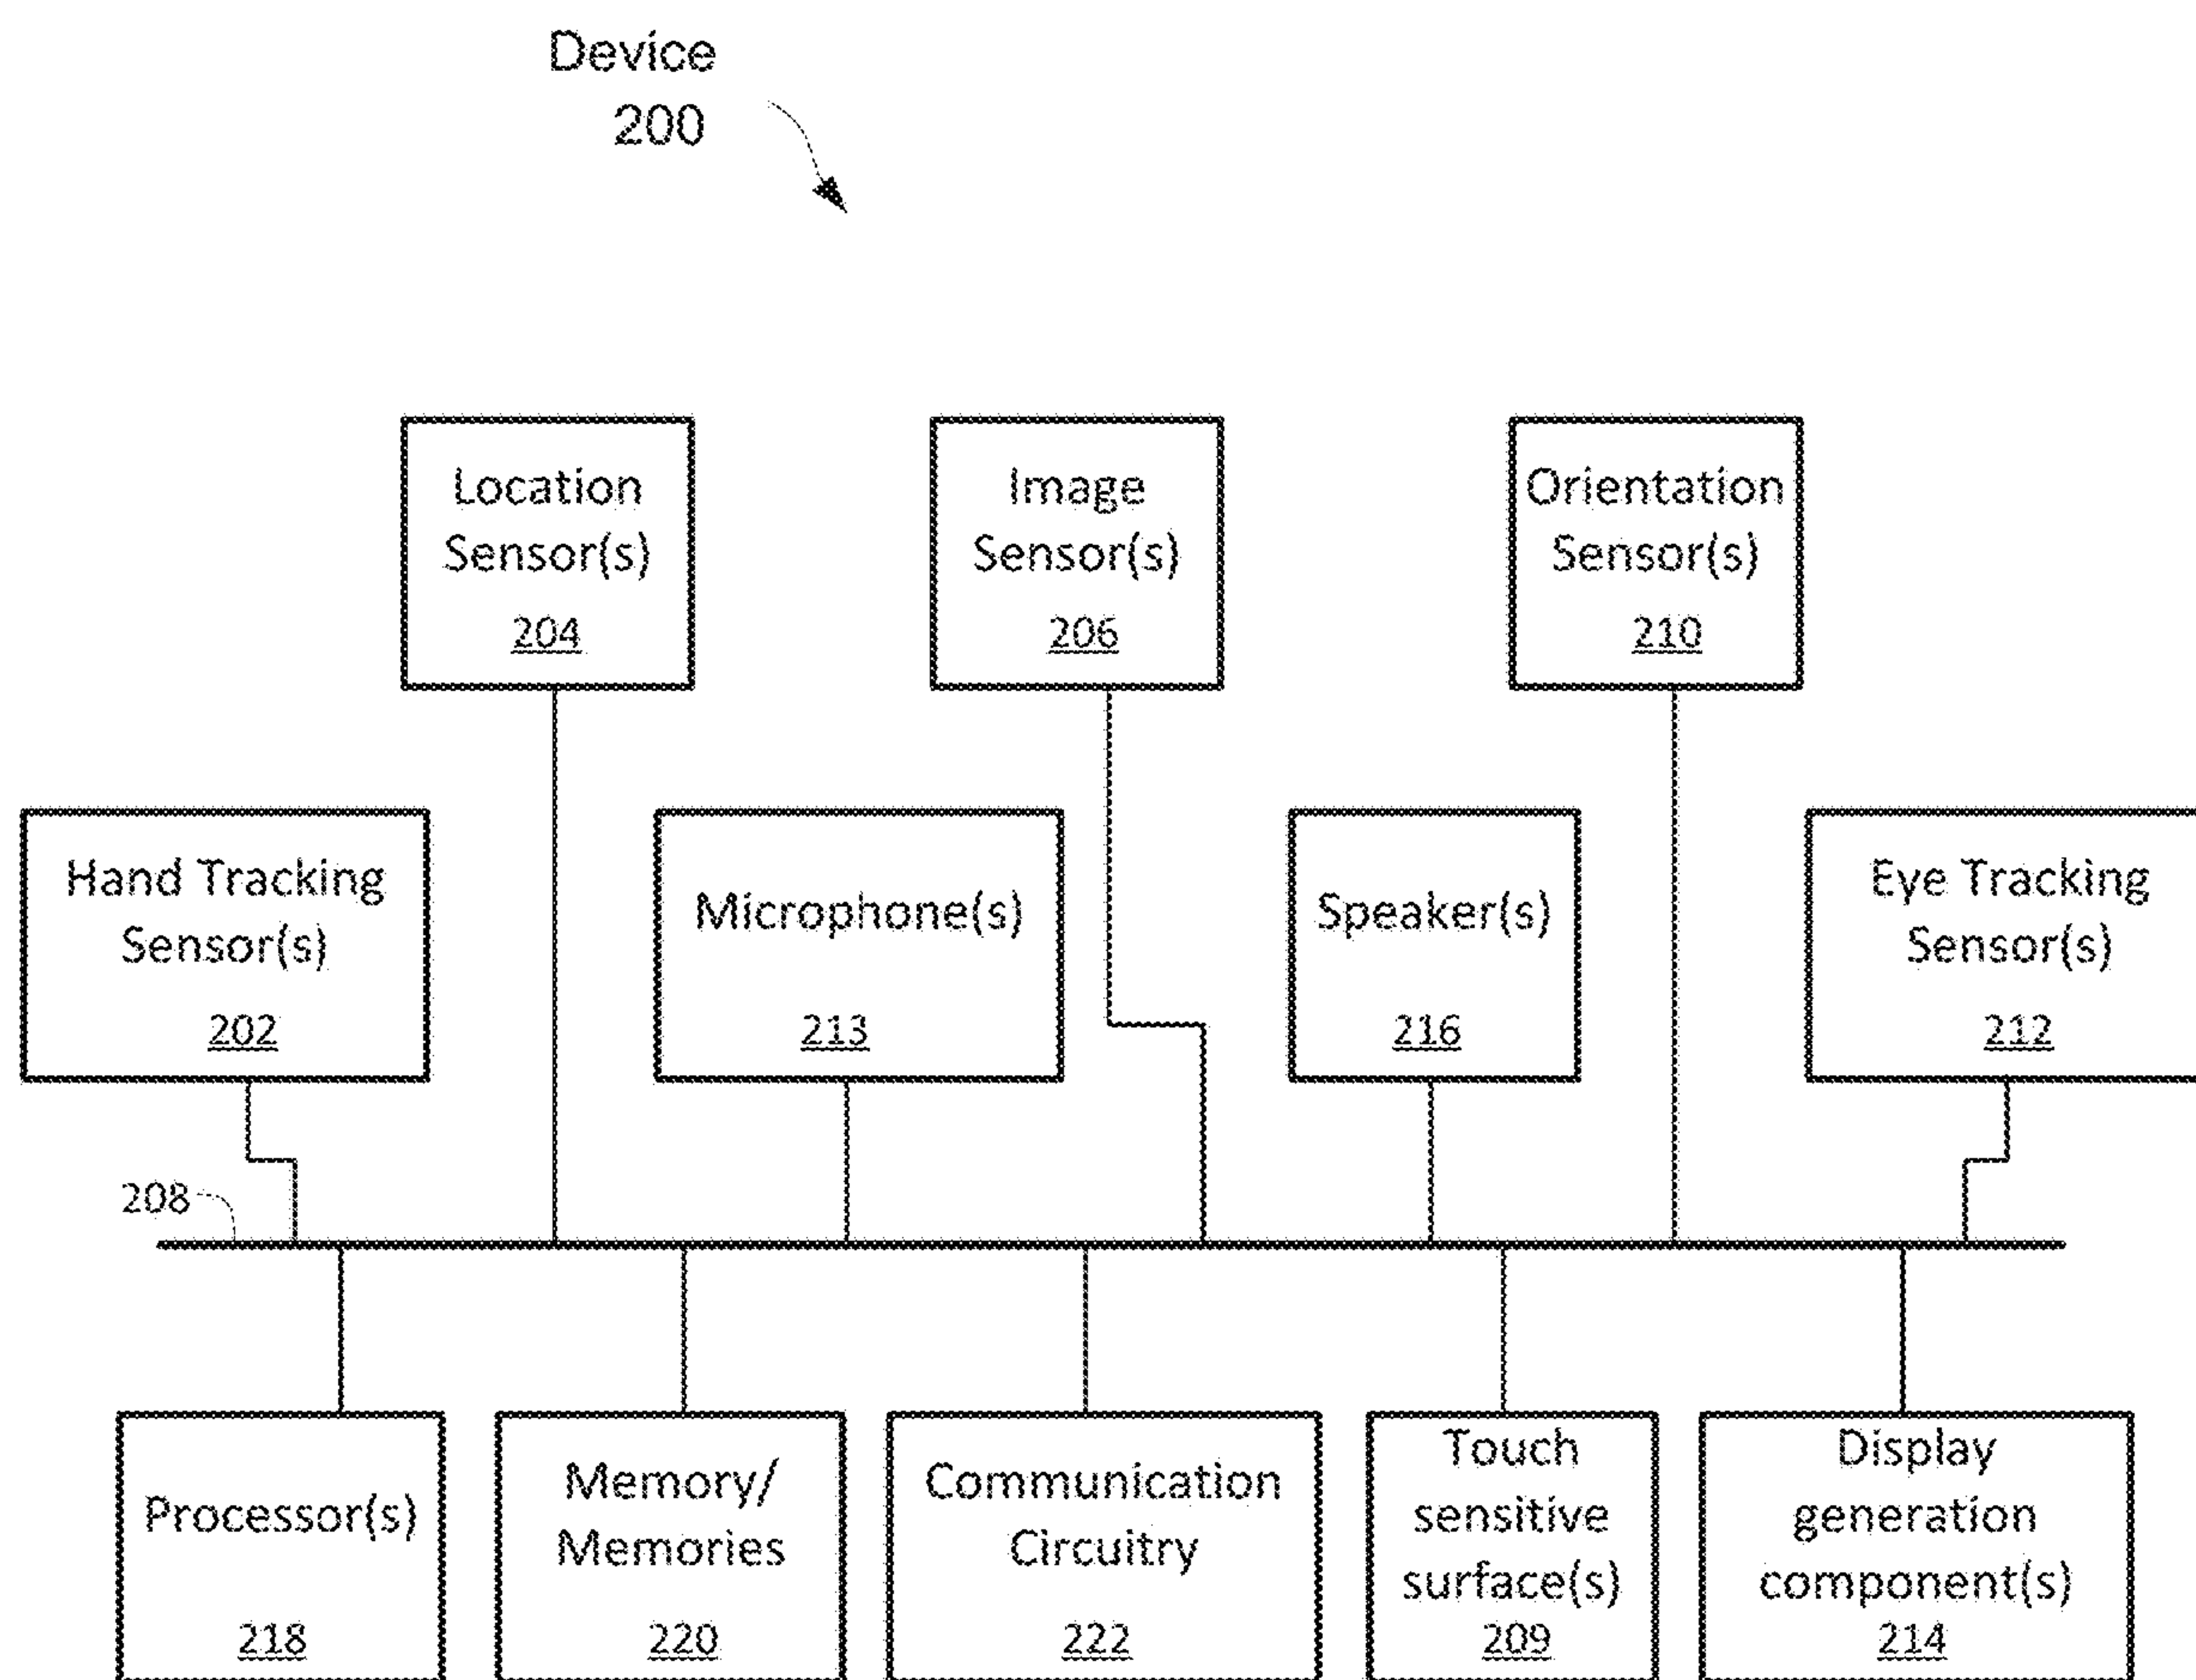 Device
200
Location
Sensor(s)
204
Image
Sensor(s)
206
Orientation
Sensor(s)
210
Hand Tracking
Sensor(s)
202
Microphone(s)
213
Speaker(s)
216
Eye Tracking
Sensor(s)
212
208
Processor(s)
218
Memory/
Memories
220
Communication
Circuitry
222
Touch
sensitive
surface(s)
209
Display
generation
component(s)
214